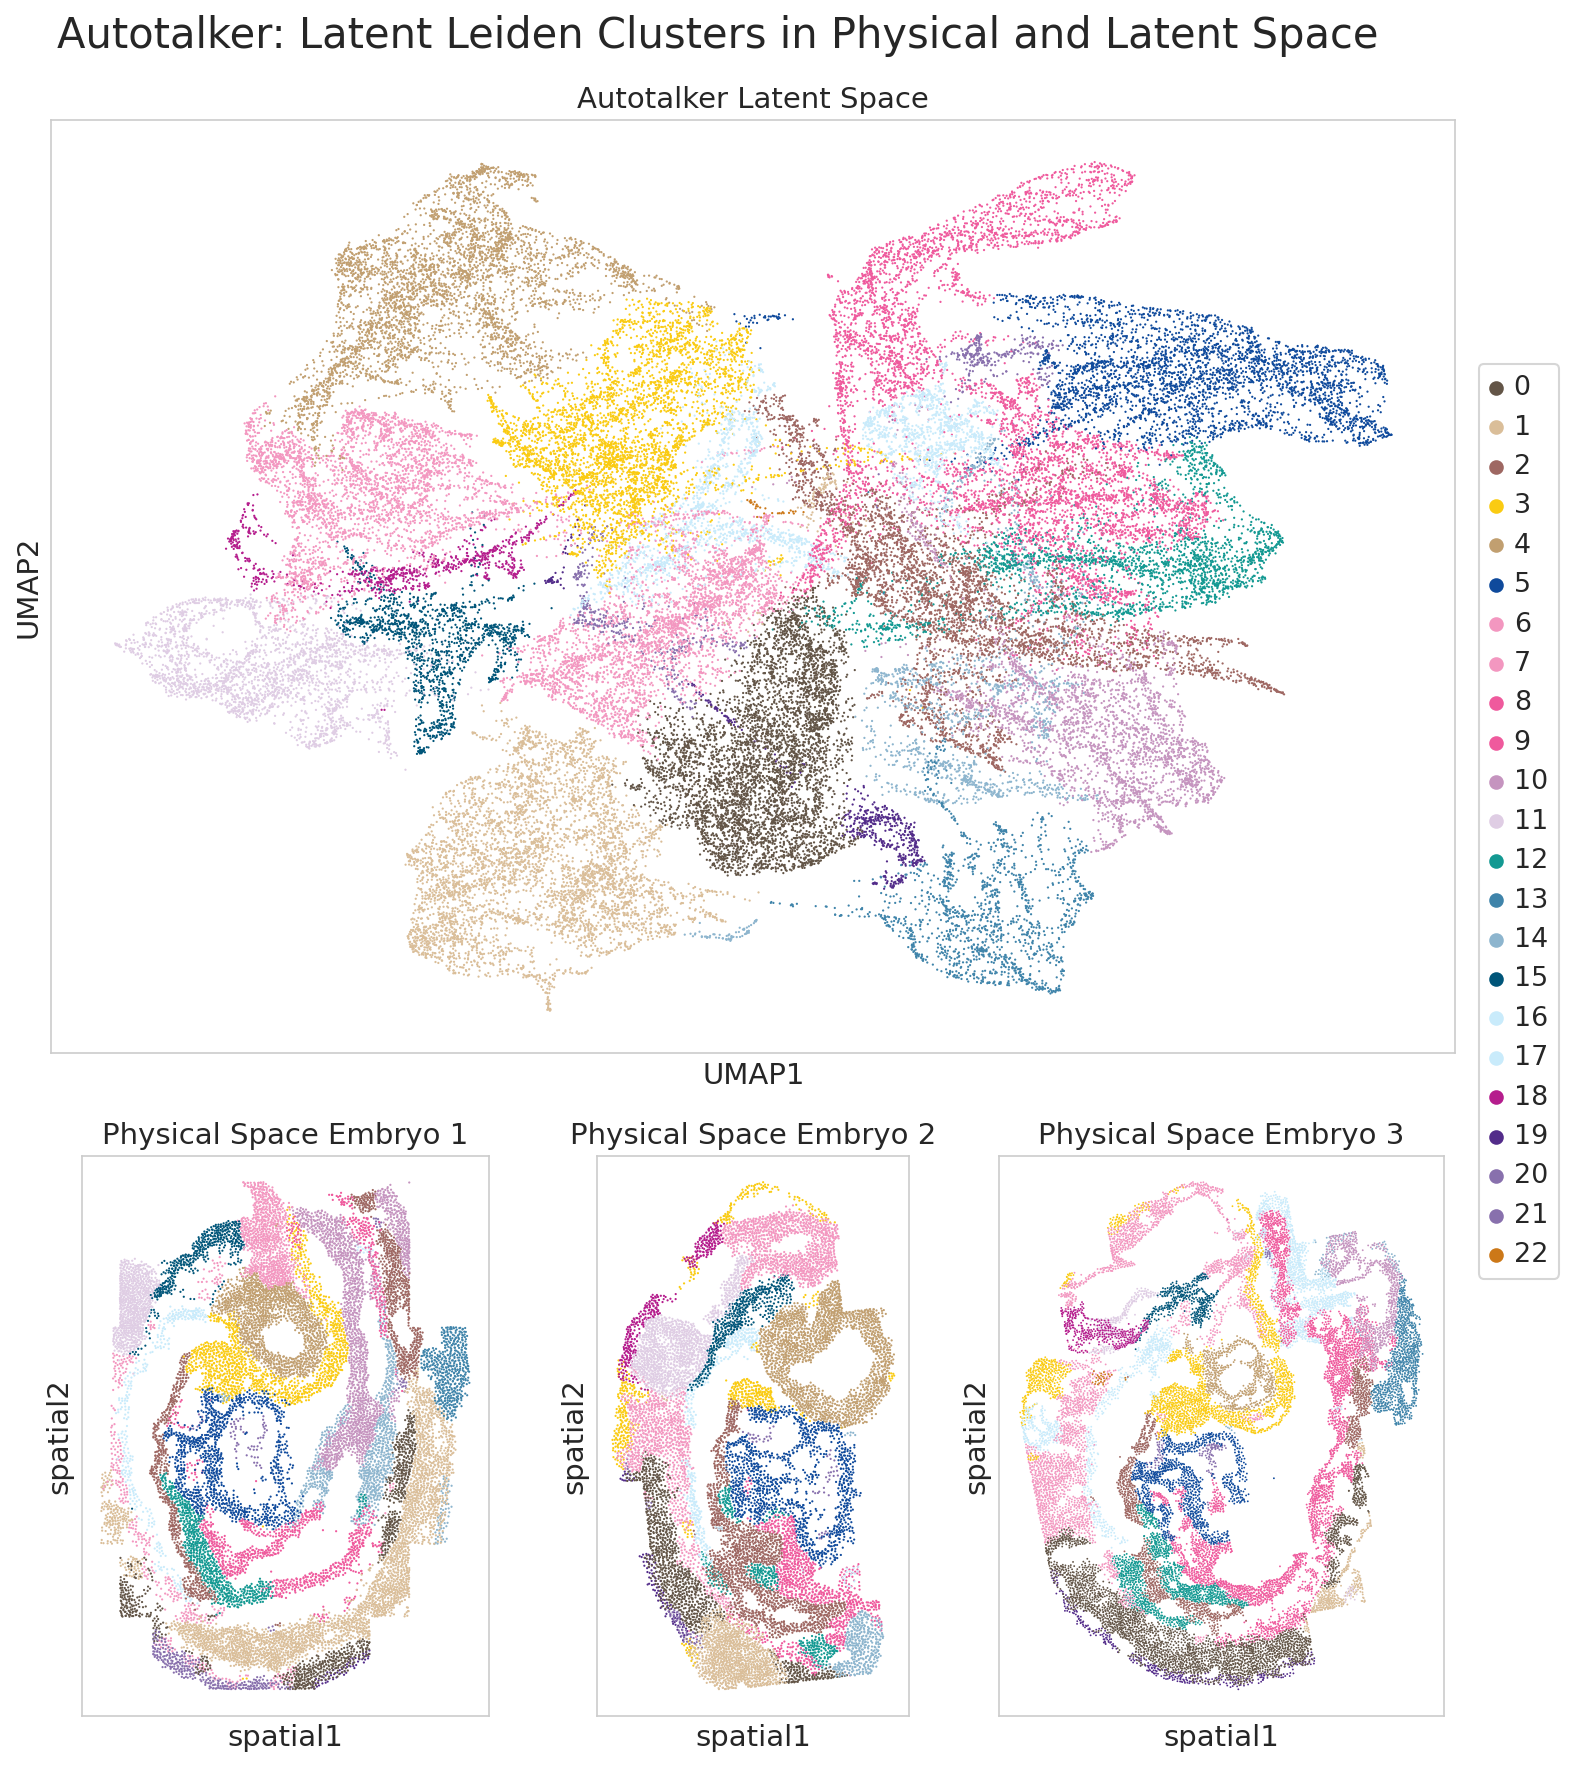 Autotalker: Latent Leiden Clusters in Physical and Latent Space
Autotalker Latent Space
UMAP2
UMAP1
0
1
2
3
4
5
6
7
8
9
10
11
12
13
14
15
16
17
18
19
20
21
22
Physical Space Embryo 1
Physical Space Embryo 2
Physical Space Embryo 3
spatial2
spatial2
spatial2
spatial1
spatial1
spatial1